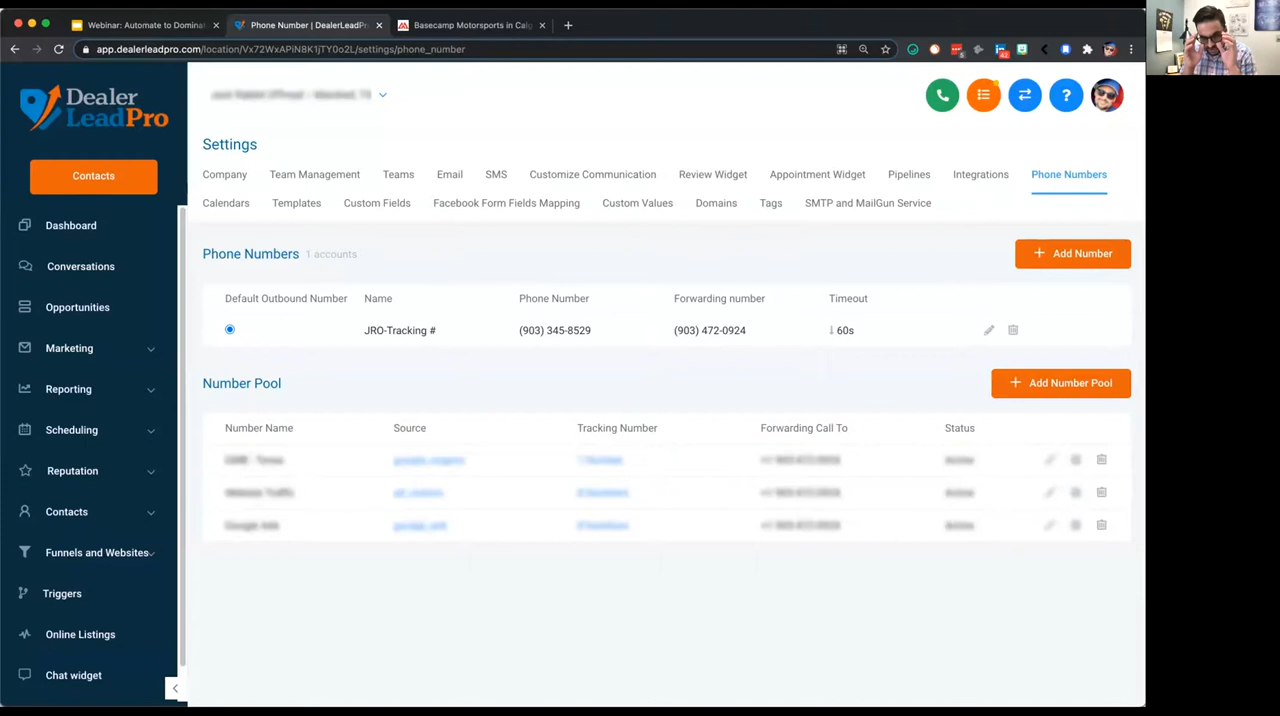 Webinar: Automate to Domina
Phone Number | DealerLeadPr
Basecamp Motorsports in Cal
app.dealerleadpro.com/location/Vx72WxAPiN8K1jTY0o2L/settings/phone_number
Dealer
LeadPro
Contacts
Dashboard
Conversations
Opportunities
Marketing
Reporting
Scheduling
Reputation
Contacts
Funnels and Websites
Triggers
Online Listings
Chat widget
Settings
Company Team Management Teams Email SMS Customize Communication Review Widget Appointment Widget Pipelines Integrations Phone Numbers
Calendars Templates Custom Fields Facebook Form Fields Mapping Custom Values Domains Tags SMTP and MailGun Service
Phone Numbers 1 accounts
+ Add Number
Default Outbound Number Name Phone Number Forwarding number Timeout
JRO-Tracking # (903) 345-8529 (903) 472-0924 60s
Number Pool
+ Add Number Pool
Number Name Source Tracking Number Forwarding Call To Status